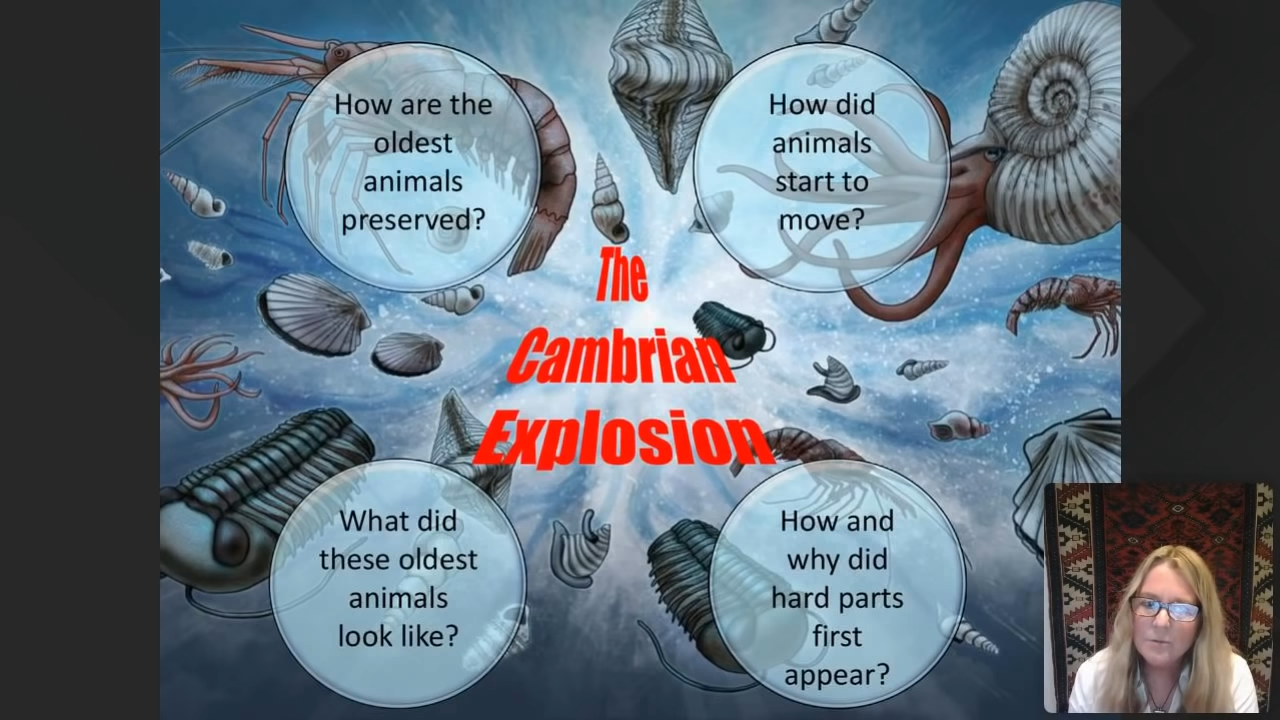 How are the
oldest
animals
preserved?
How did
animals
start to
move?
The
Cambrian
Explosion
What did
these oldest
animals
look like?
How and
why did
hard parts
first
appear?